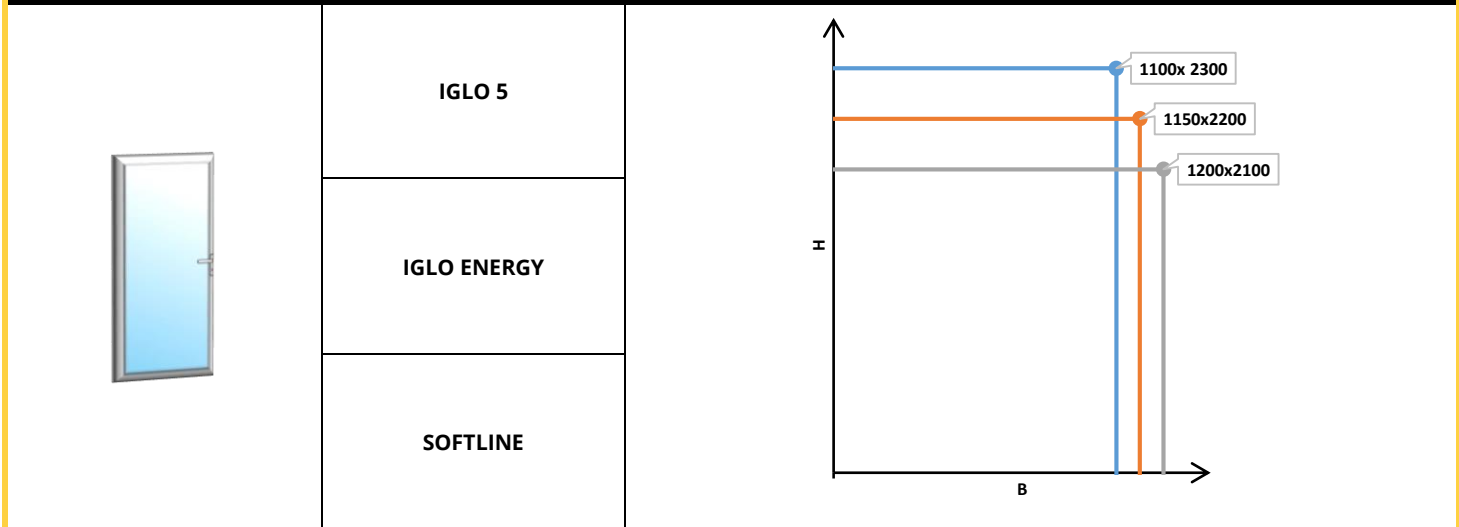 IGLO 5
IGLO ENERGY
SOFTLINE
H
1100x 2300
1150x2200
1200x2100
B